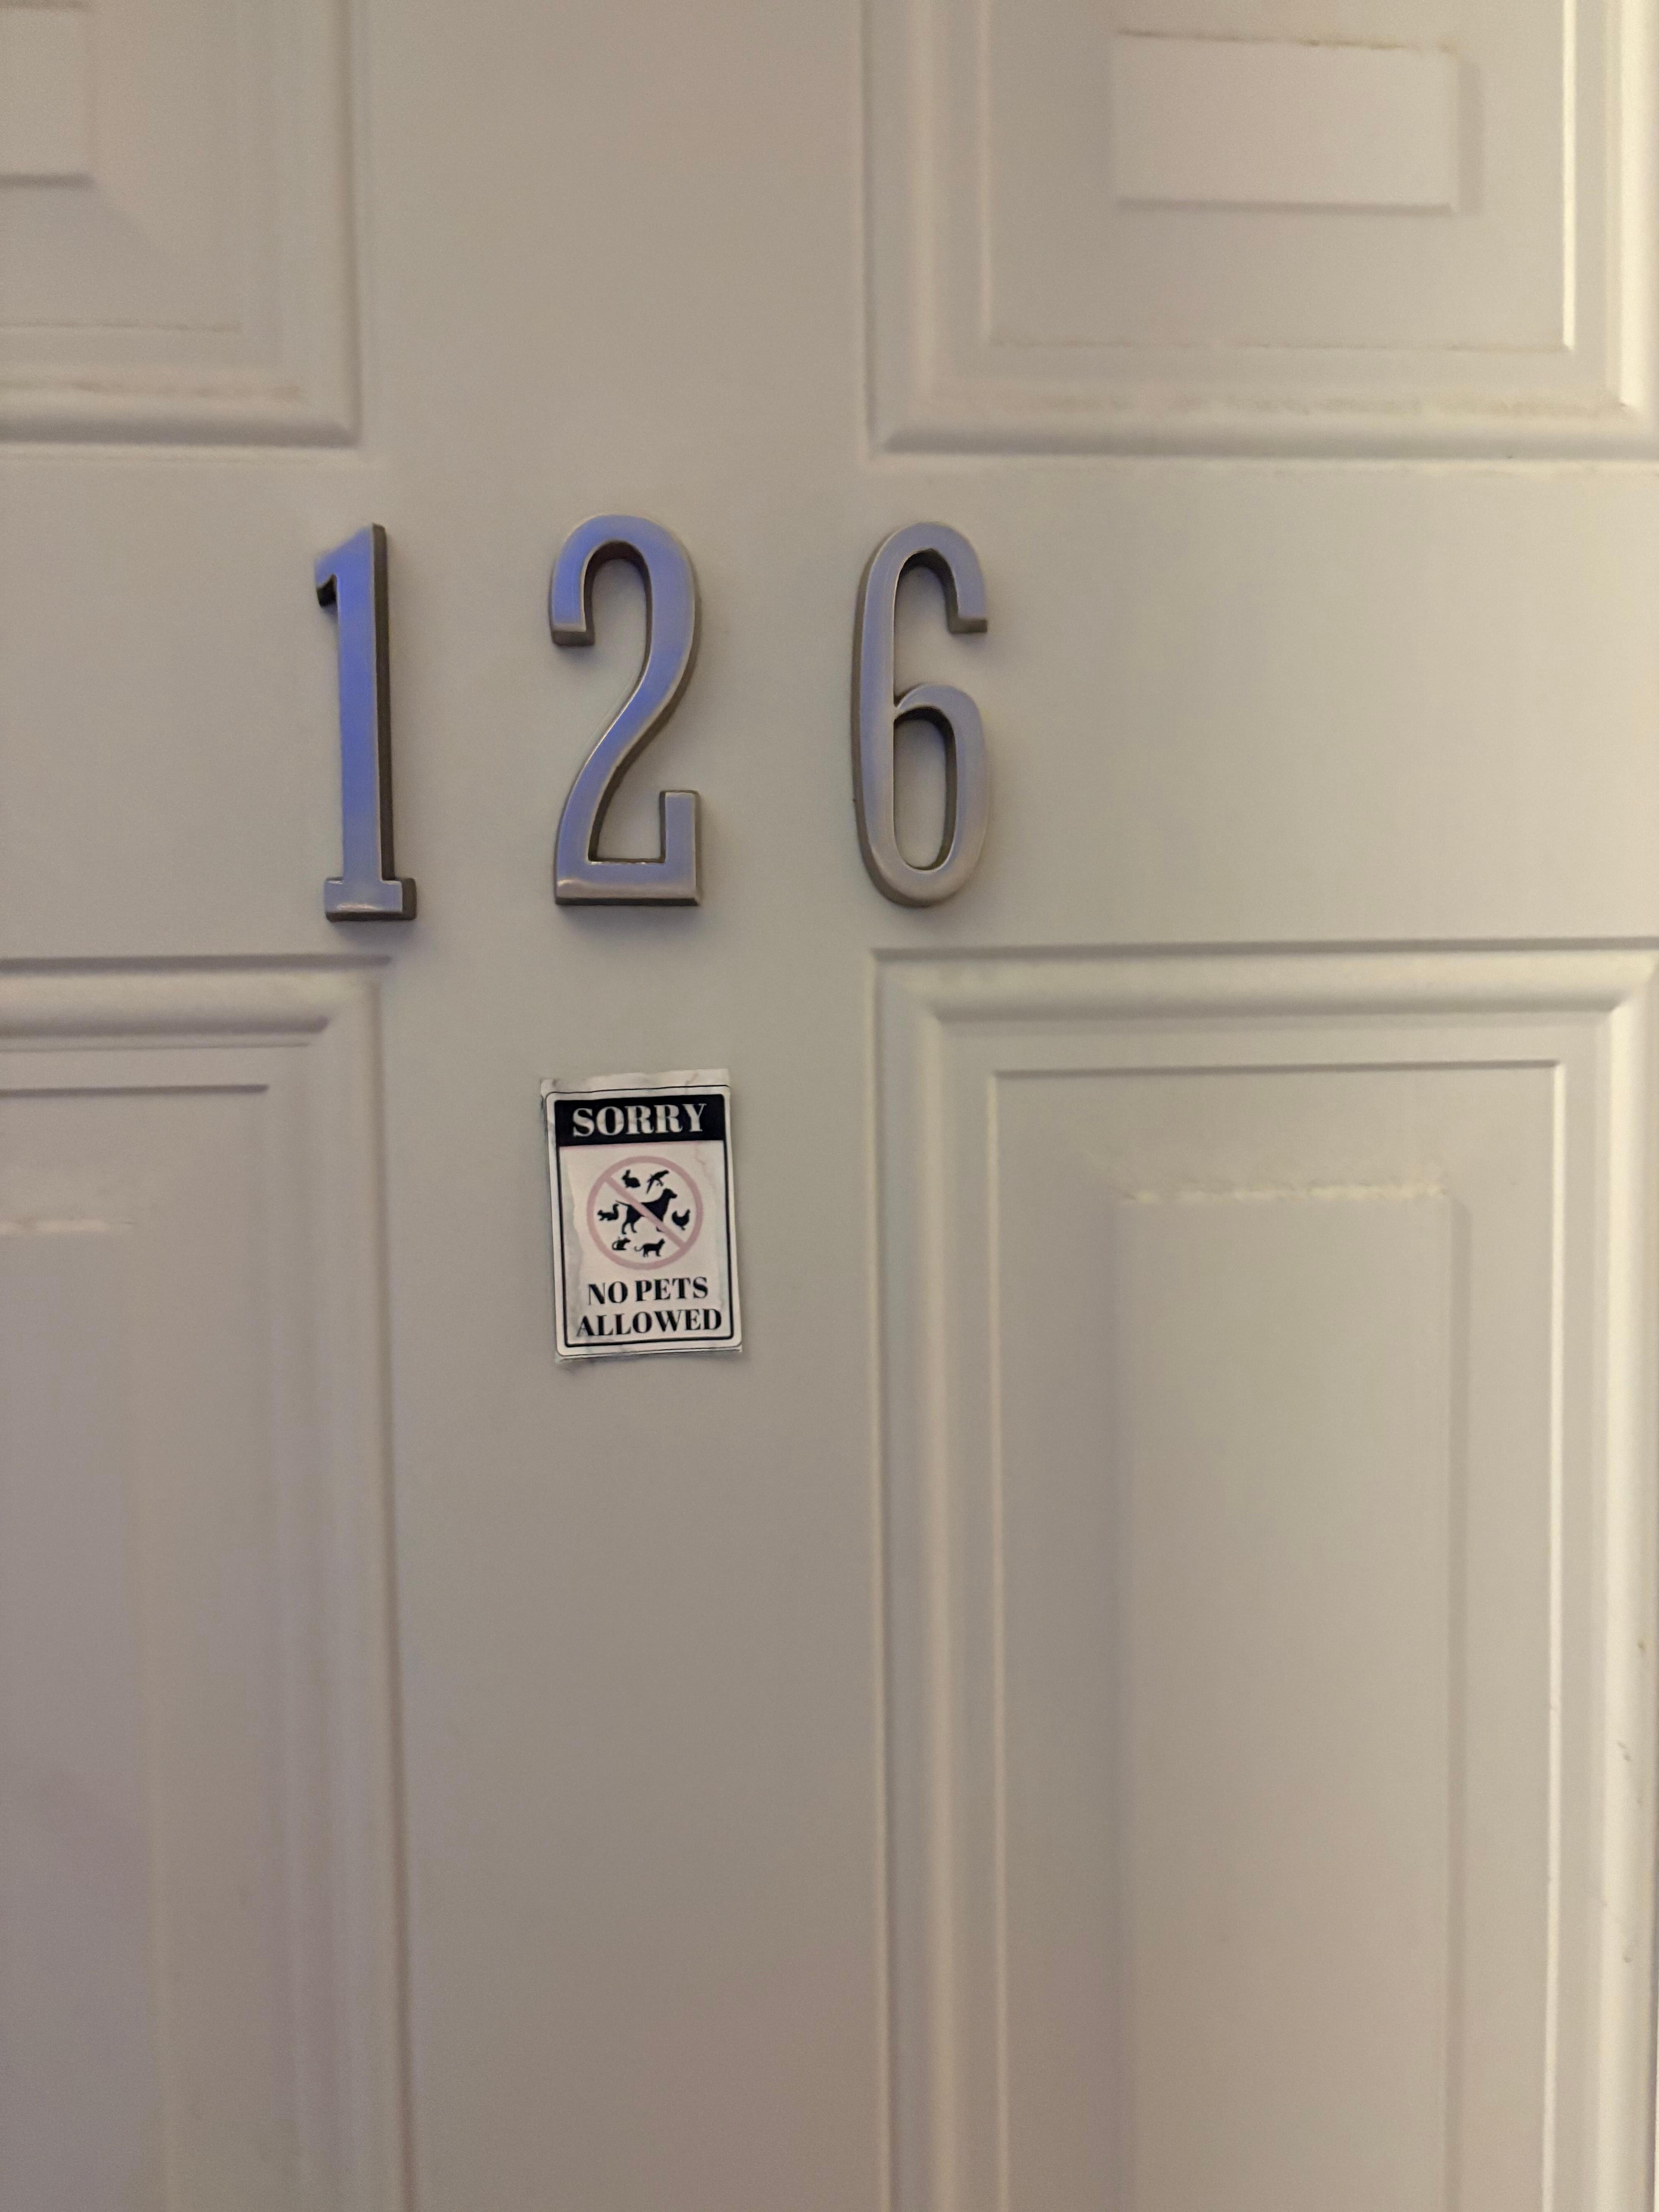 126
SORRY
NO PETS
ALLOWED